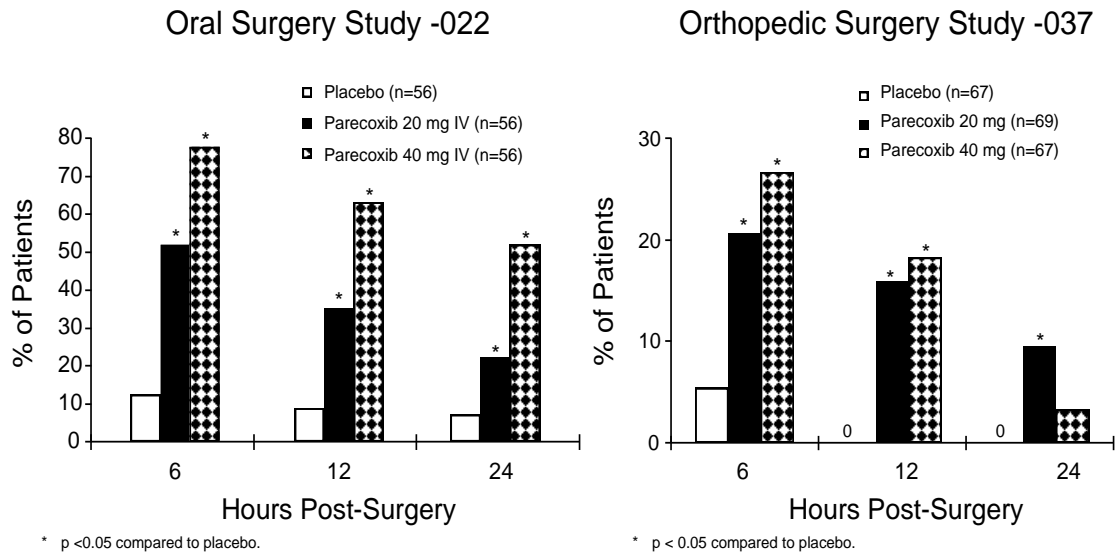 Oral Surgery Study -022
Placebo (n=56)
Parecoxib 20 mg IV (n=56)
Parecoxib 40 mg IV (n=56)
% of Patients
80
70
60
50
40
30
20
10
0
*
*
*
*
*
*
6
12
24
Hours Post-Surgery
* p <0.05 compared to placebo.
Orthopedic Surgery Study -037
Placebo (n=67)
Parecoxib 20 mg (n=69)
Parecoxib 40 mg (n=67)
% of Patients
30
20
10
0
*
*
0
*
*
0
*
6
12
24
Hours Post-Surgery
* p < 0.05 compared to placebo.